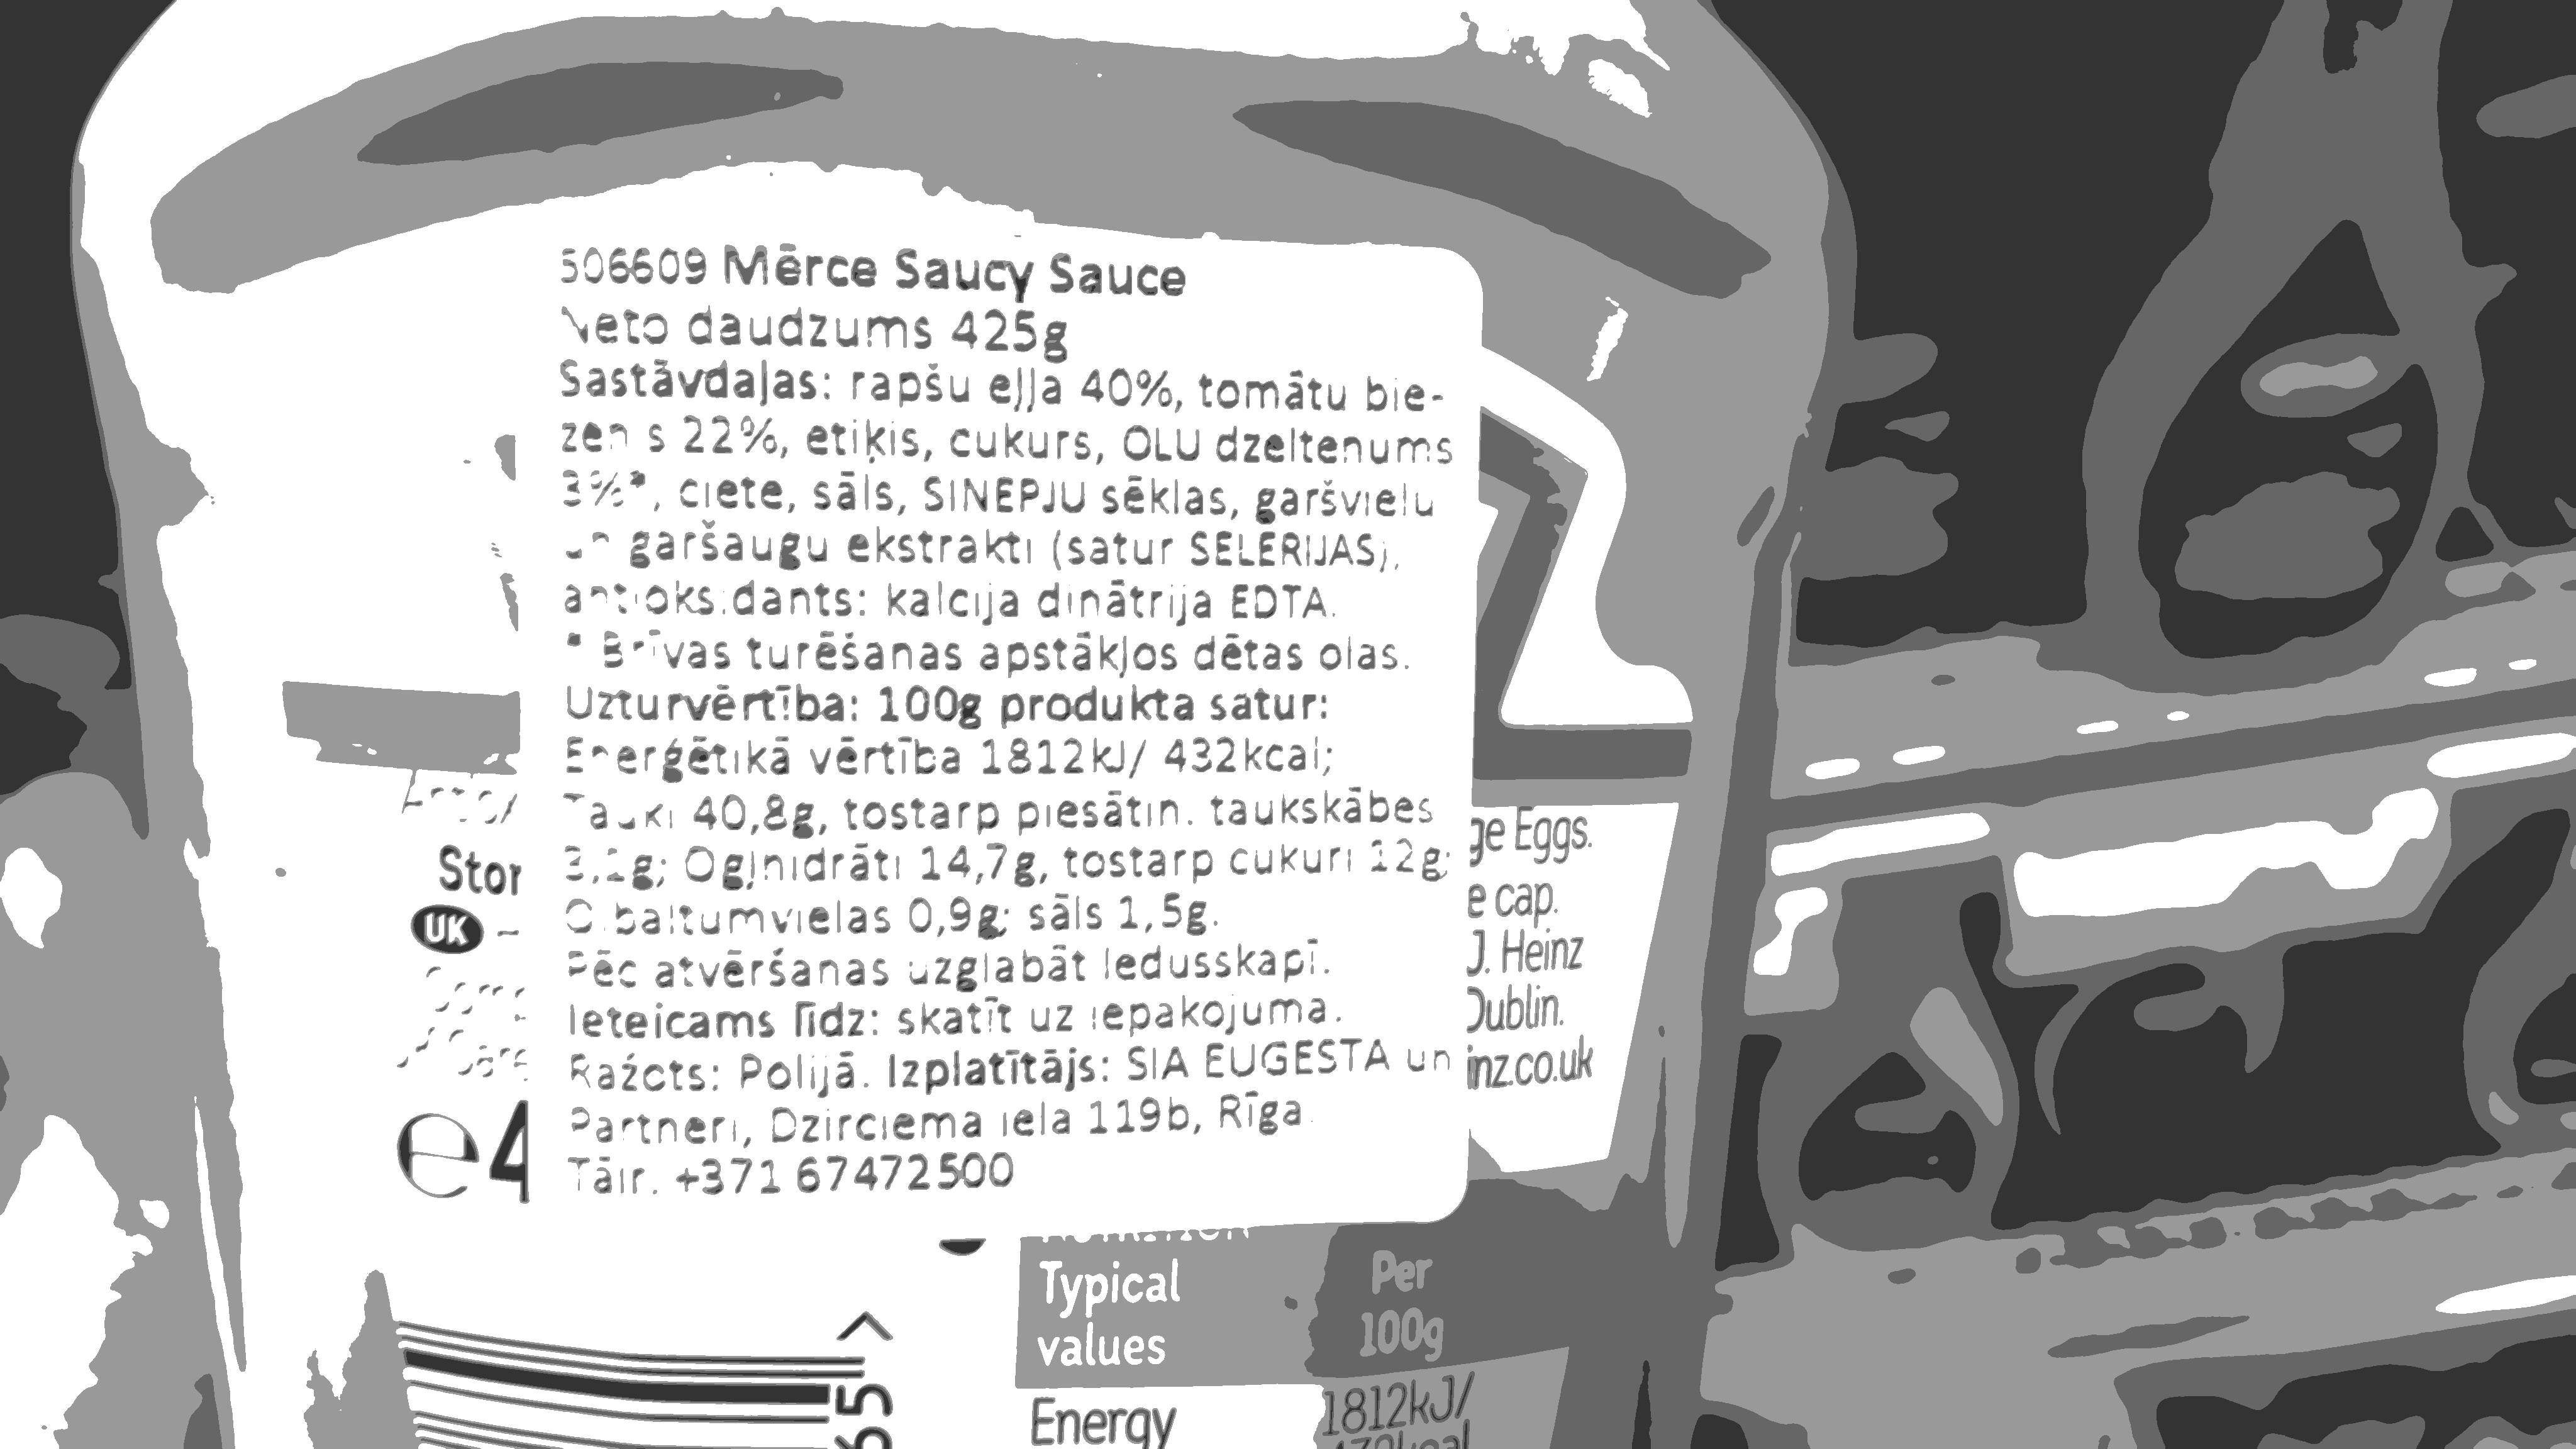 506609 Mērce Saucy Sauce
Neto daudzums 425g
Sastāvdaļas: rapšu eļļa 40%, tomātu bie-
zenis 22%, etiķis, cukurs, OLU dzeltenums
3%*, ciete, sāls, SINEPJU sēklas, garšvielu
un garšaugu ekstrakti (satur SELERIJAS),
antioksidants: kalcija dinātrija EDTA.
* Brīvas turēšanas apstākļos dētas olas.
Uzturvērtība: 100g produkta satur:
Enerģētikā vērtība 1812kJ/ 432kcal;
Tauki 40,8g, tostarp piesātin. taukskābes
3,1g; Ogļhidrāti 14,7g, tostarp cukuri 12g;
Olbaltumvielas 0,9g; sāls 1,5g.
Pēc atvēršanas uzglabāt ledusskapī.
Ieteicams līdz: skatīt uz iepakojuma.
Ražots: Polijā. Izplatītājs: SIA EUGESTA un
Partneri, Dzirciema iela 119b, Rīga.
Tālr. +371 67472500
ge Eggs.
e cap.
J. Heinz
Dublin.
inz.co.uk
Stor
UK
e4
Typical
values
Per
100g
Energy
1812kJ/
65 >